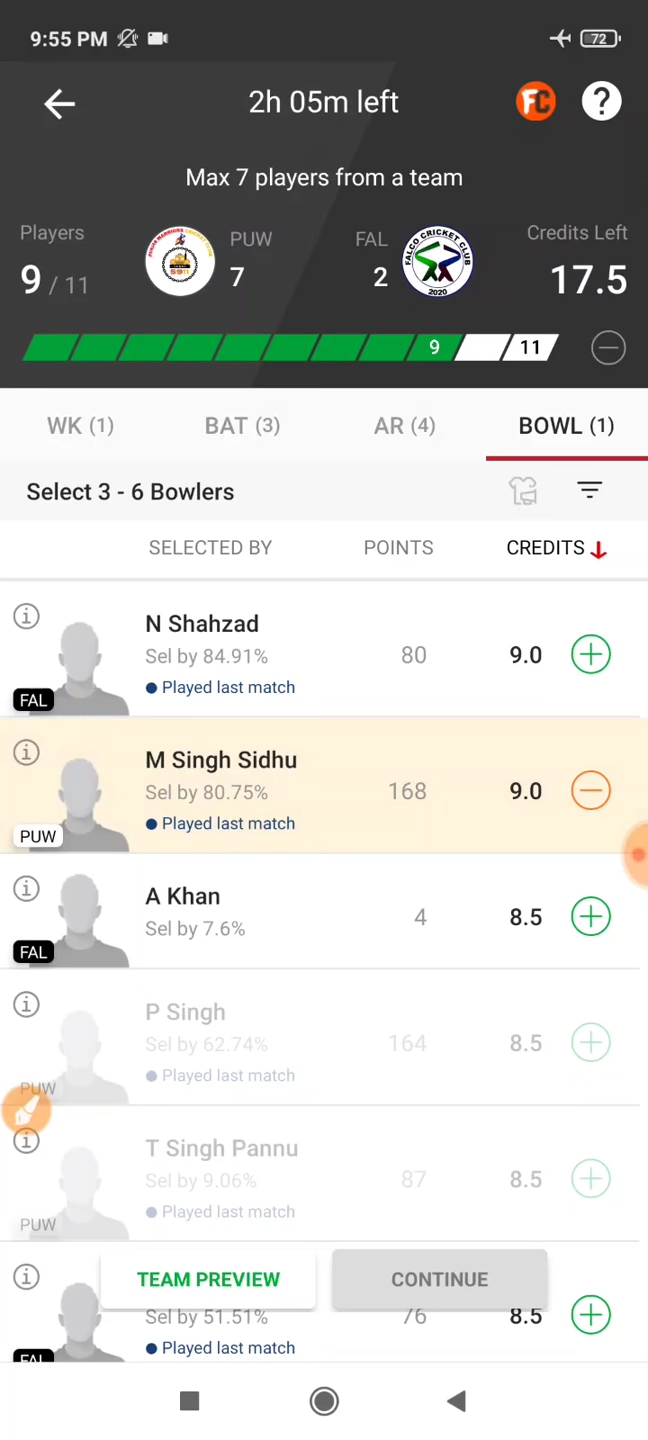 9:55 PM
72
2h 05m left
FC
?
Max 7 players from a team
Players
9 / 11
PUW
7
FAL
2
Credits Left
17.5
FALCO CRICKET CLUB
2020
9
11
WK (1)
BAT (3)
AR (4)
BOWL (1)
Select 3 - 6 Bowlers
SELECTED BY
POINTS
CREDITS
N Shahzad
Sel by 84.91%
80
9.0
Played last match
FAL
M Singh Sidhu
Sel by 80.75%
168
9.0
Played last match
PUW
A Khan
Sel by 7.6%
4
8.5
FAL
P Singh
Sel by 62.74%
164
8.5
Played last match
PUW
T Singh Pannu
Sel by 9.06%
87
8.5
Played last match
PUW
TEAM PREVIEW
CONTINUE
Sel by 51.51%
76
8.5
Played last match
FAL